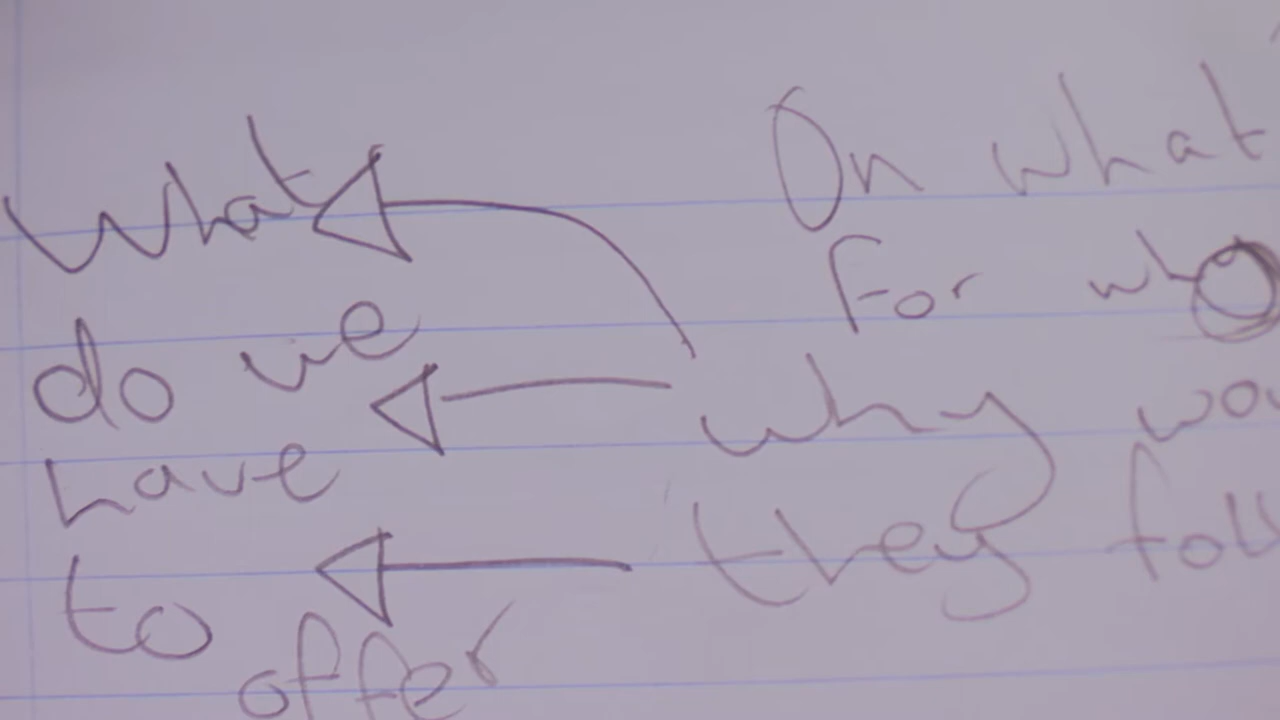 What
do we
have
to
offer
On what
For who
why
they